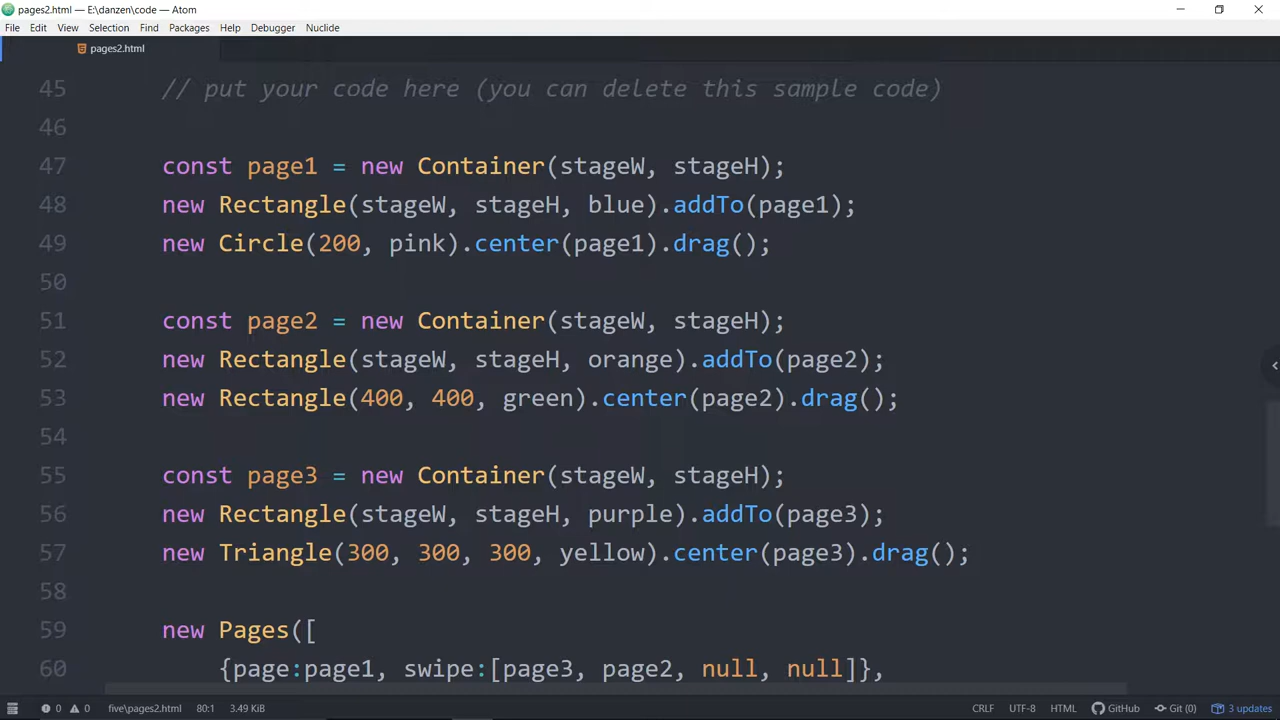 pages2.html — E:\danzen\code — Atom
File Edit View Selection Find Packages Help Debugger Nuclide
pages2.html
45 // put your code here (you can delete this sample code)
46
47 const page1 = new Container(stageW, stageH);
48 new Rectangle(stageW, stageH, blue).addTo(page1);
49 new Circle(200, pink).center(page1).drag();
50
51 const page2 = new Container(stageW, stageH);
52 new Rectangle(stageW, stageH, orange).addTo(page2);
53 new Rectangle(400, 400, green).center(page2).drag();
54
55 const page3 = new Container(stageW, stageH);
56 new Rectangle(stageW, stageH, purple).addTo(page3);
57 new Triangle(300, 300, 300, yellow).center(page3).drag();
58
59 new Pages([
60 {page:page1, swipe:[page3, page2, null, null]},
0 0 five\pages2.html 80:1 3.49 KiB CRLF UTF-8 HTML GitHub Git (0) 3 updates